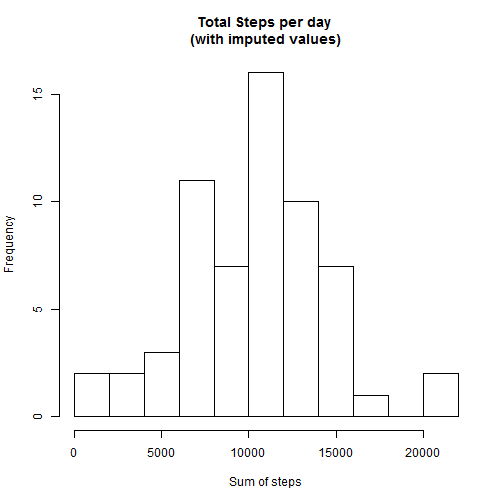 Total Steps per day
(with imputed values)
15
10
5
0
Frequency
0 5000 10000 15000 20000
Sum of steps